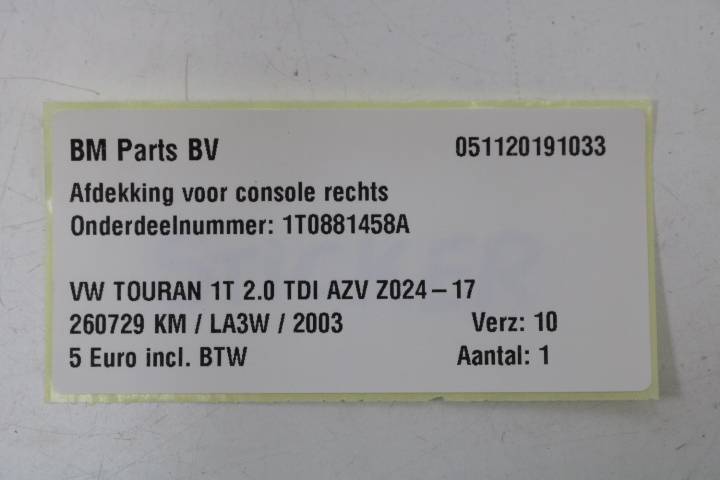 BM Parts BV 051120191033
Afdekking voor console rechts
Onderdeelnummer: 1T0881458A
VW TOURAN 1T 2.0 TDI AZV Z024-17
260729 KM / LA3W / 2003 Verz: 10
5 Euro incl. BTW Aantal: 1
STICKER